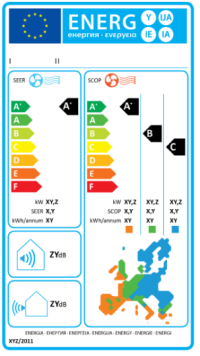 ENERG Y IJA
енергия · ενεργεια IE IA
I II
SEER SCOP
A+ A+
A A
B B B
C C C
D D
E E
F F
kW XY,Z kW XY,Z XY,Z XY,Z
SEER X,Y SCOP X,Y X,Y X,Y
kWh/annum XY kWh/annum XY XY XY
ZYdB
ZYdB
ENERGIA · ЕНЕРГИЯ · ΕΝΕΡΓΕΙΑ · ENERGIJA · ENERGY · ENERGIE · ENERGI
XYZ/2011